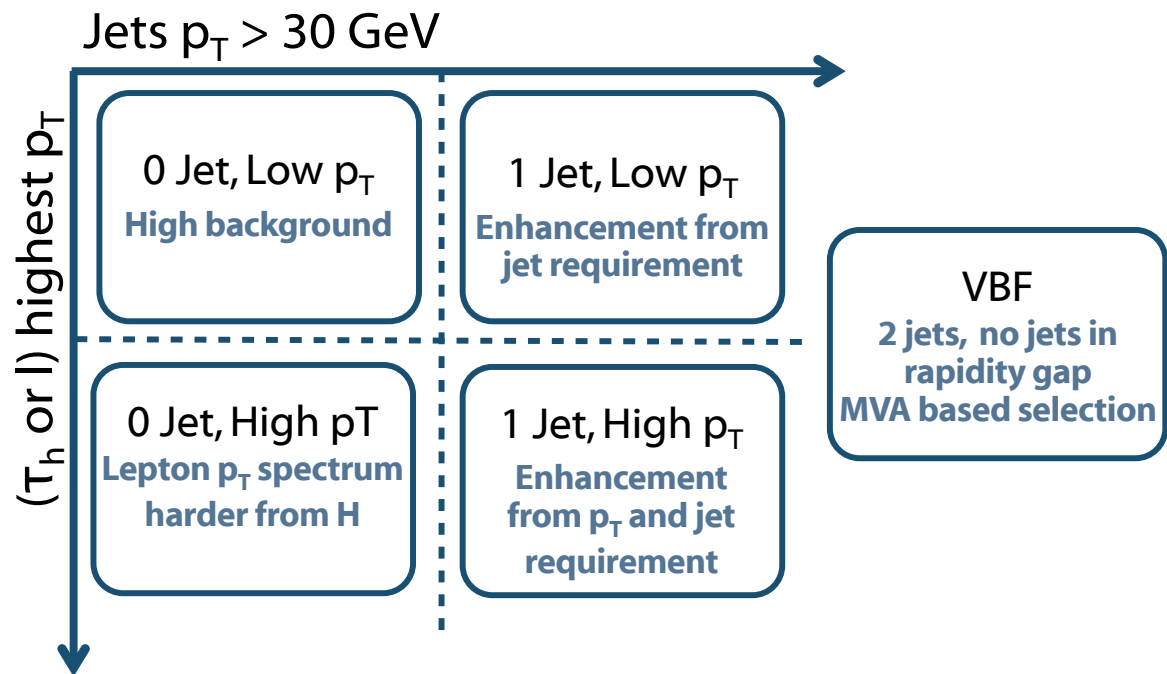 Jets pT > 30 GeV
(τh or l) highest pT
0 Jet, Low pT
High background
1 Jet, Low pT
Enhancement from
jet requirement
VBF
2 jets, no jets in
rapidity gap
MVA based selection
0 Jet, High pT
Lepton pT spectrum
harder from H
1 Jet, High pT
Enhancement
from pT and jet
requirement